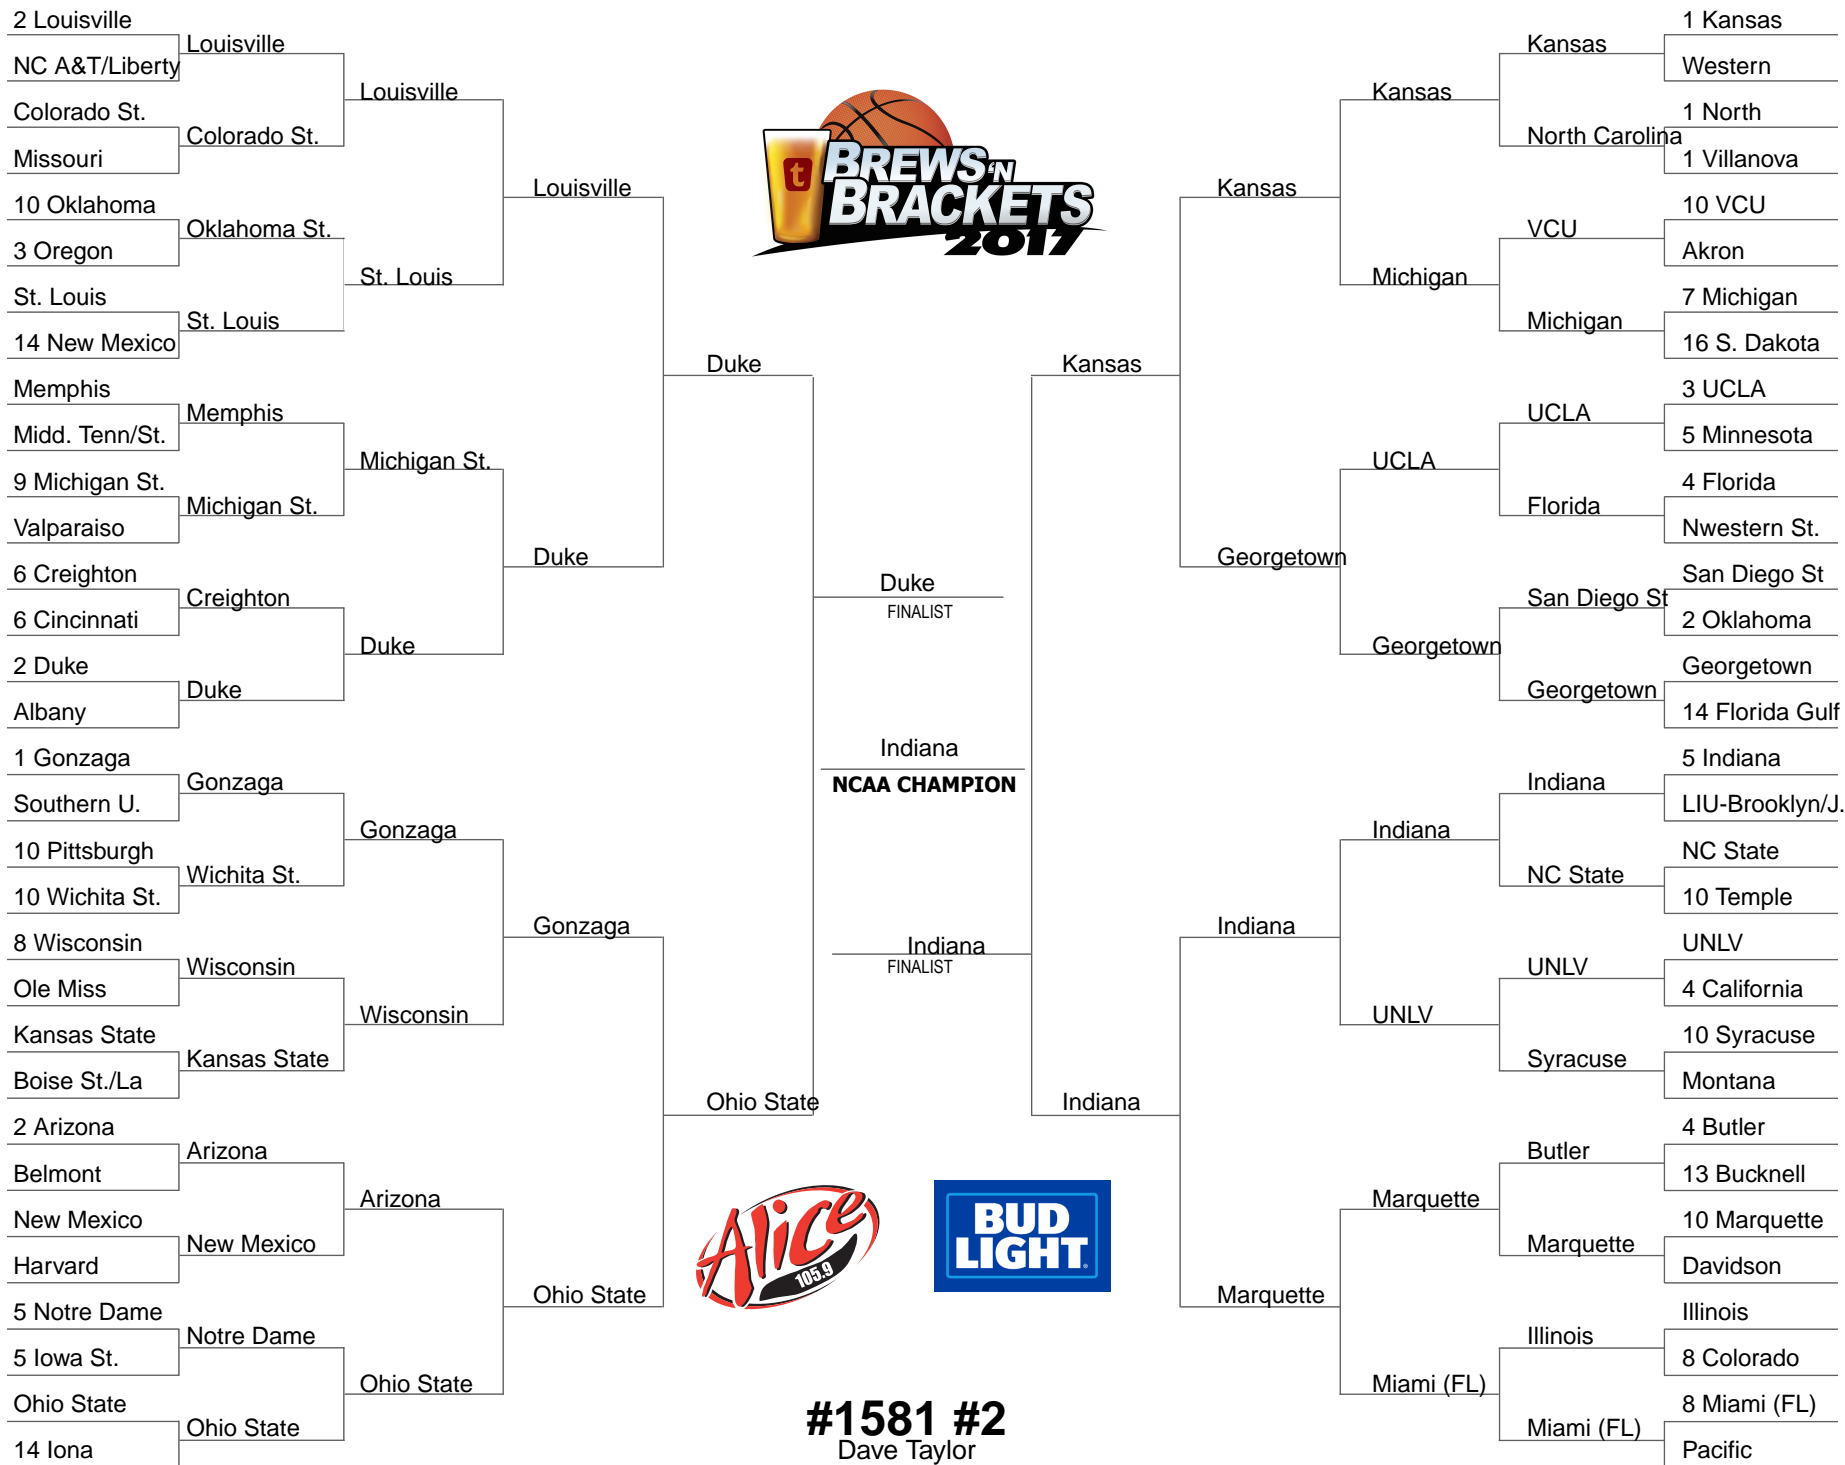 2 Louisville
NC A&T/Liberty
Colorado St.
Missouri
10 Oklahoma
3 Oregon
St. Louis
14 New Mexico
Memphis
Midd. Tenn/St.
9 Michigan St.
Valparaiso
6 Creighton
6 Cincinnati
2 Duke
Albany
1 Gonzaga
Southern U.
10 Pittsburgh
10 Wichita St.
8 Wisconsin
Ole Miss
Kansas State
Boise St./La
2 Arizona
Belmont
New Mexico
Harvard
5 Notre Dame
5 Iowa St.
Ohio State
14 Iona
Louisville
Colorado St.
Oklahoma St.
St. Louis
Memphis
Michigan St.
Creighton
Duke
Gonzaga
Wichita St.
Wisconsin
Kansas State
Arizona
New Mexico
Notre Dame
Ohio State
Louisville
St. Louis
Michigan St.
Duke
Gonzaga
Wisconsin
Arizona
Ohio State
Louisville
Duke
Gonzaga
Ohio State
Duke
Ohio State
t
BREWS 'N
BRACKETS
2017
Duke
FINALIST
Indiana
NCAA CHAMPION
Indiana
FINALIST
Alice
105.9
BUD
LIGHT
#1581 #2
Dave Taylor
Kansas
Indiana
Kansas
Georgetown
Indiana
Marquette
Kansas
Michigan
UCLA
Georgetown
Indiana
UNLV
Marquette
Miami (FL)
Kansas
North Carolina
VCU
Michigan
UCLA
Florida
San Diego St
Georgetown
Indiana
NC State
UNLV
Syracuse
Butler
Marquette
Illinois
Miami (FL)
1 Kansas
Western
1 North
1 Villanova
10 VCU
Akron
7 Michigan
16 S. Dakota
3 UCLA
5 Minnesota
4 Florida
Nwestern St.
San Diego St
2 Oklahoma
Georgetown
14 Florida Gulf
5 Indiana
LIU-Brooklyn/J.
NC State
10 Temple
UNLV
4 California
10 Syracuse
Montana
4 Butler
13 Bucknell
10 Marquette
Davidson
Illinois
8 Colorado
8 Miami (FL)
Pacific